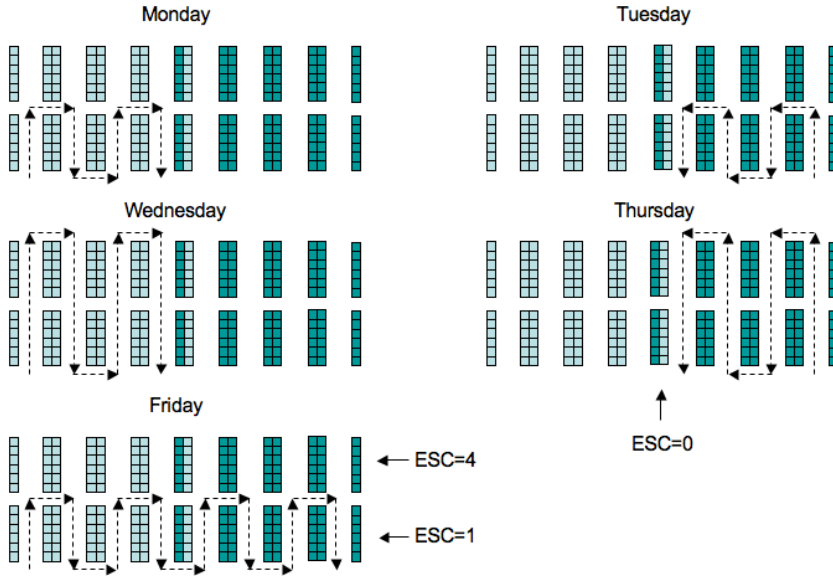 Monday
Tuesday
Wednesday
Thursday
Friday
ESC=0
ESC=4
ESC=1